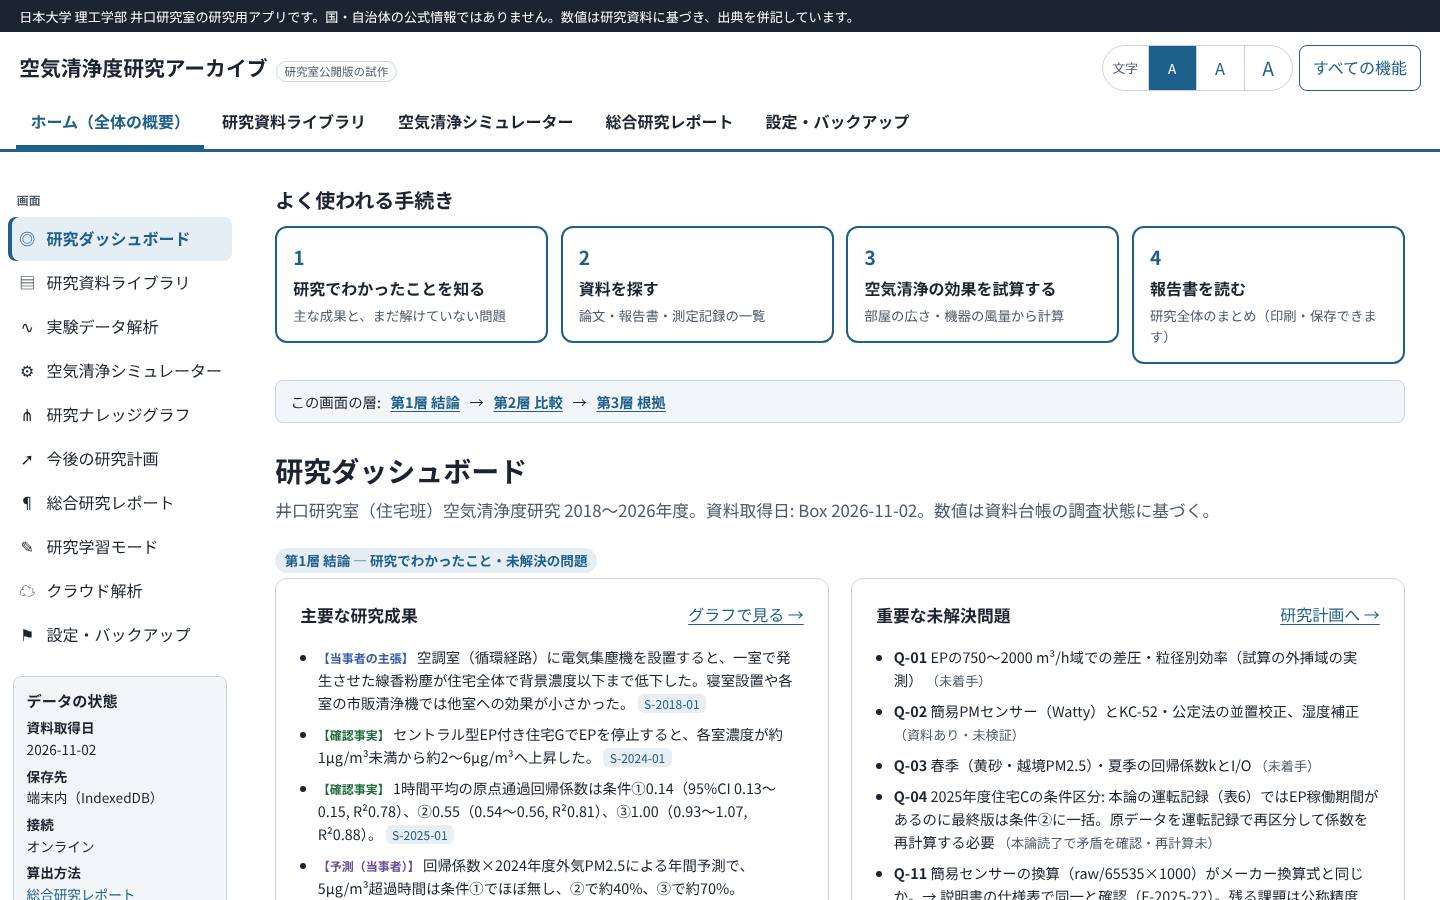 日本大学 理工学部 井口研究室の研究用アプリです。国・自治体の公式情報ではありません。数値は研究資料に基づき、出典を併記しています。
空気清浄度研究アーカイブ 研究室公開版の試作
文字 A A A すべての機能
ホーム（全体の概要） 研究資料ライブラリ 空気清浄シミュレーター 総合研究レポート 設定・バックアップ
画面
◎ 研究ダッシュボード
▤ 研究資料ライブラリ
∿ 実験データ解析
⚙ 空気清浄シミュレーター
⋔ 研究ナレッジグラフ
➚ 今後の研究計画
¶ 総合研究レポート
✎ 研究学習モード
クラウド解析
⚑ 設定・バックアップ
データの状態
資料取得日
2026-11-02
保存先
端末内（IndexedDB）
接続
オンライン
算出方法
総合研究レポート
よく使われる手続き
1
研究でわかったことを知る
主な成果と、まだ解けていない問題
2
資料を探す
論文・報告書・測定記録の一覧
3
空気清浄の効果を試算する
部屋の広さ・機器の風量から計算
4
報告書を読む
研究全体のまとめ（印刷・保存できま
す）
この画面の層: 第1層 結論 → 第2層 比較 → 第3層 根拠
研究ダッシュボード
井口研究室（住宅班）空気清浄度研究 2018〜2026年度。資料取得日: Box 2026-11-02。数値は資料台帳の調査状態に基づく。
第1層 結論 — 研究でわかったこと・未解決の問題
主要な研究成果 グラフで見る →
【当事者の主張】 空調室（循環経路）に電気集塵機を設置すると、一室で発
生させた線香粉塵が住宅全体で背景濃度以下まで低下した。寝室設置や各
室の市販清浄機では他室への効果が小さかった。 S-2018-01
【確認事実】 セントラル型EP付き住宅GでEPを停止すると、各室濃度が約
1µg/m³未満から約2〜6µg/m³へ上昇した。 S-2024-01
【確認事実】 1時間平均の原点通過回帰係数は条件①0.14（95%CI 0.13〜
0.15, R²0.78）、②0.55（0.54〜0.56, R²0.81）、③1.00（0.93〜1.07,
R²0.88）。 S-2025-01
【予測（当事者）】 回帰係数×2024年度外気PM2.5による年間予測で、
5µg/m³超過時間は条件①でほぼ無し、②で約40%、③で約70%。
重要な未解決問題 研究計画へ →
Q-01 EPの750〜2000 m³/h域での差圧・粒径別効率（試算の外挿域の実
測） （未着手）
Q-02 簡易PMセンサー（Watty）とKC-52・公定法の並置校正、湿度補正
（資料あり・未検証）
Q-03 春季（黄砂・越境PM2.5）・夏季の回帰係数kとI/O （未着手）
Q-04 2025年度住宅Cの条件区分: 本論の運転記録（表6）ではEP稼働期間が
あるのに最終版は条件②に一括。原データを運転記録で再区分して係数を
再計算する必要 （本論読了で矛盾を確認・再計算未）
Q-11 簡易センサーの換算（raw/65535×1000）がメーカー換算式と同じ
か。→ 説明書の仕様表で同一と確認（E-2025-22）。残る課題は公称精度